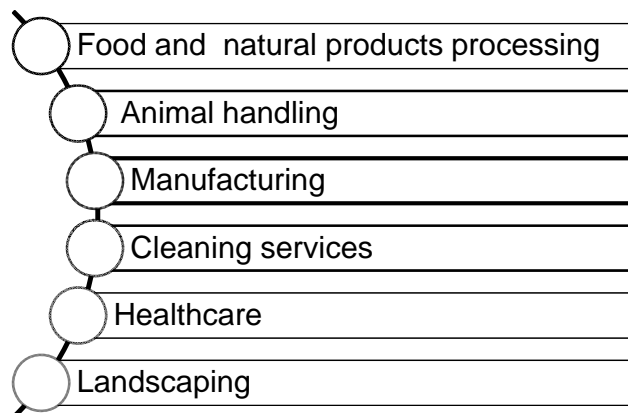 Food and  natural products processing
Animal handling
Manufacturing
Cleaning services
Healthcare
Landscaping